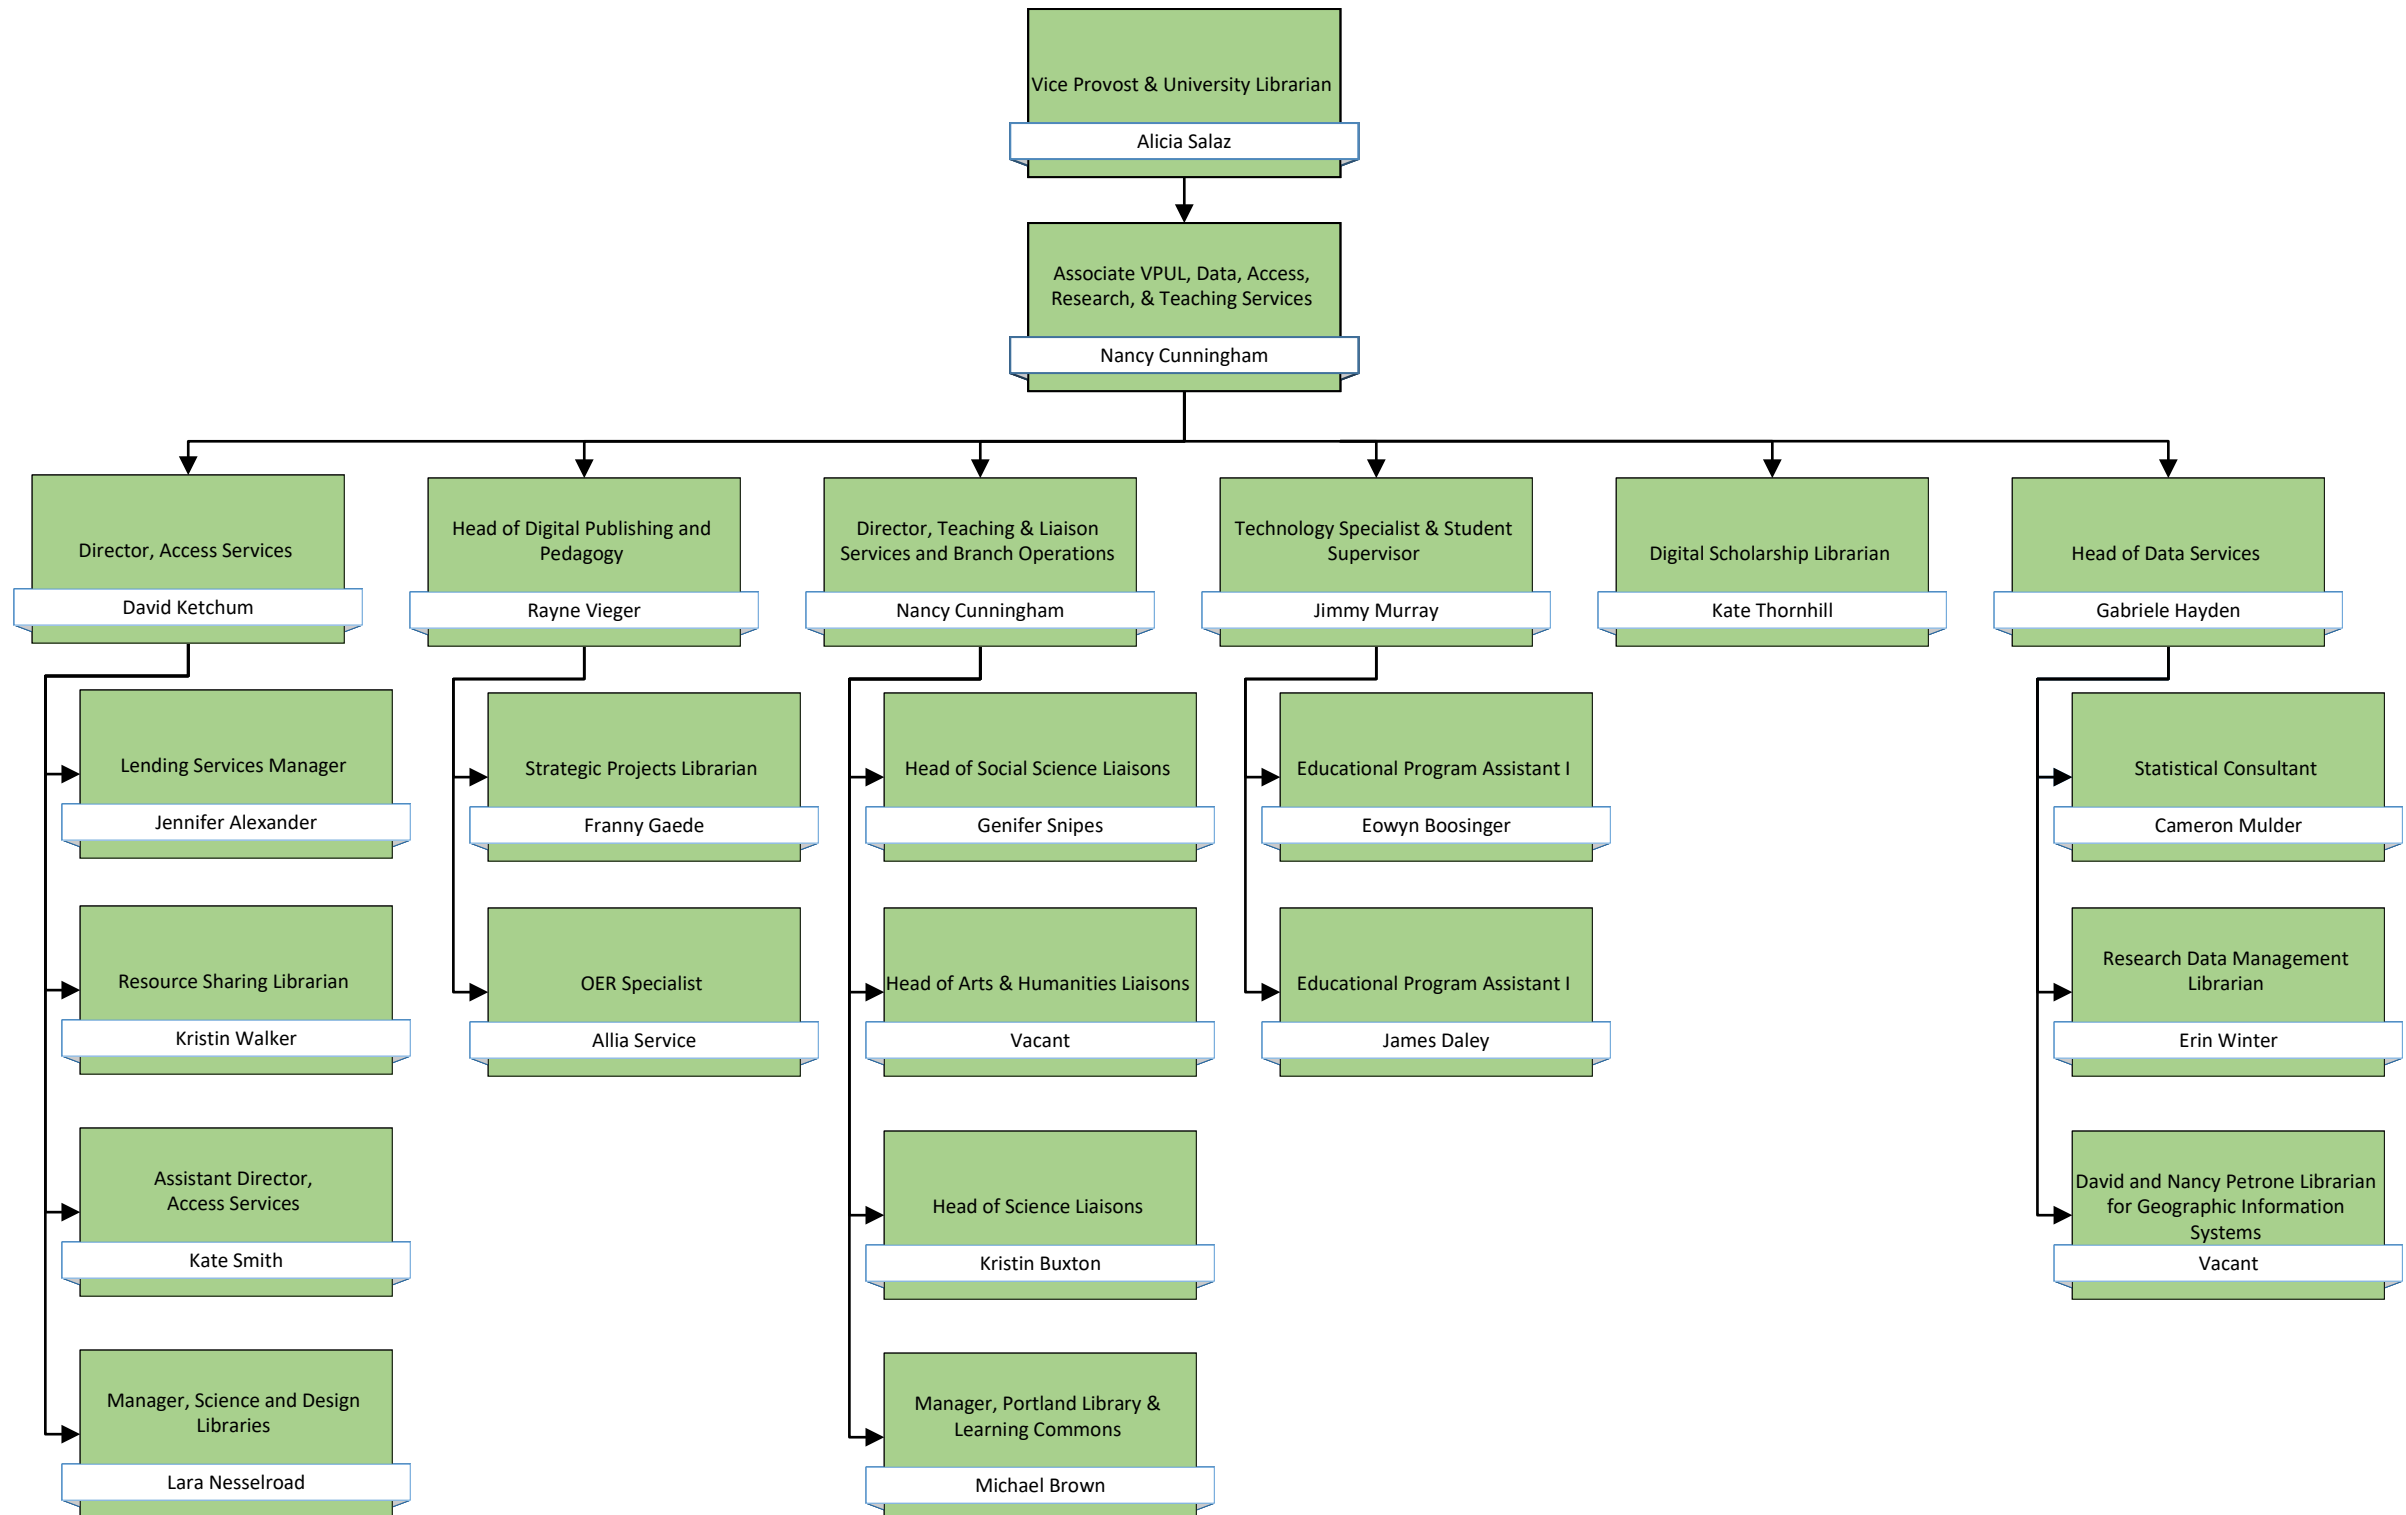 Vice Provost & University Librarian
Alicia Salaz
Associate VPUL, Data, Access,
Research, & Teaching Services
Nancy Cunningham
Director, Access Services
David Ketchum
Head of Digital Publishing and
Pedagogy
Rayne Vieger
Director, Teaching & Liaison
Services and Branch Operations
Nancy Cunningham
Technology Specialist & Student
Supervisor
Jimmy Murray
Digital Scholarship Librarian
Kate Thornhill
Head of Data Services
Gabriele Hayden
Lending Services Manager
Jennifer Alexander
Strategic Projects Librarian
Franny Gaede
Head of Social Science Liaisons
Genifer Snipes
Educational Program Assistant I
Eowyn Boosinger
Statistical Consultant
Cameron Mulder
Resource Sharing Librarian
Kristin Walker
OER Specialist
Allia Service
Head of Arts & Humanities Liaisons
Vacant
Educational Program Assistant I
James Daley
Research Data Management
Librarian
Erin Winter
Assistant Director,
Access Services
Kate Smith
Head of Science Liaisons
Kristin Buxton
David and Nancy Petrone Librarian
for Geographic Information
Systems
Vacant
Manager, Science and Design
Libraries
Lara Nesselroad
Manager, Portland Library &
Learning Commons
Michael Brown